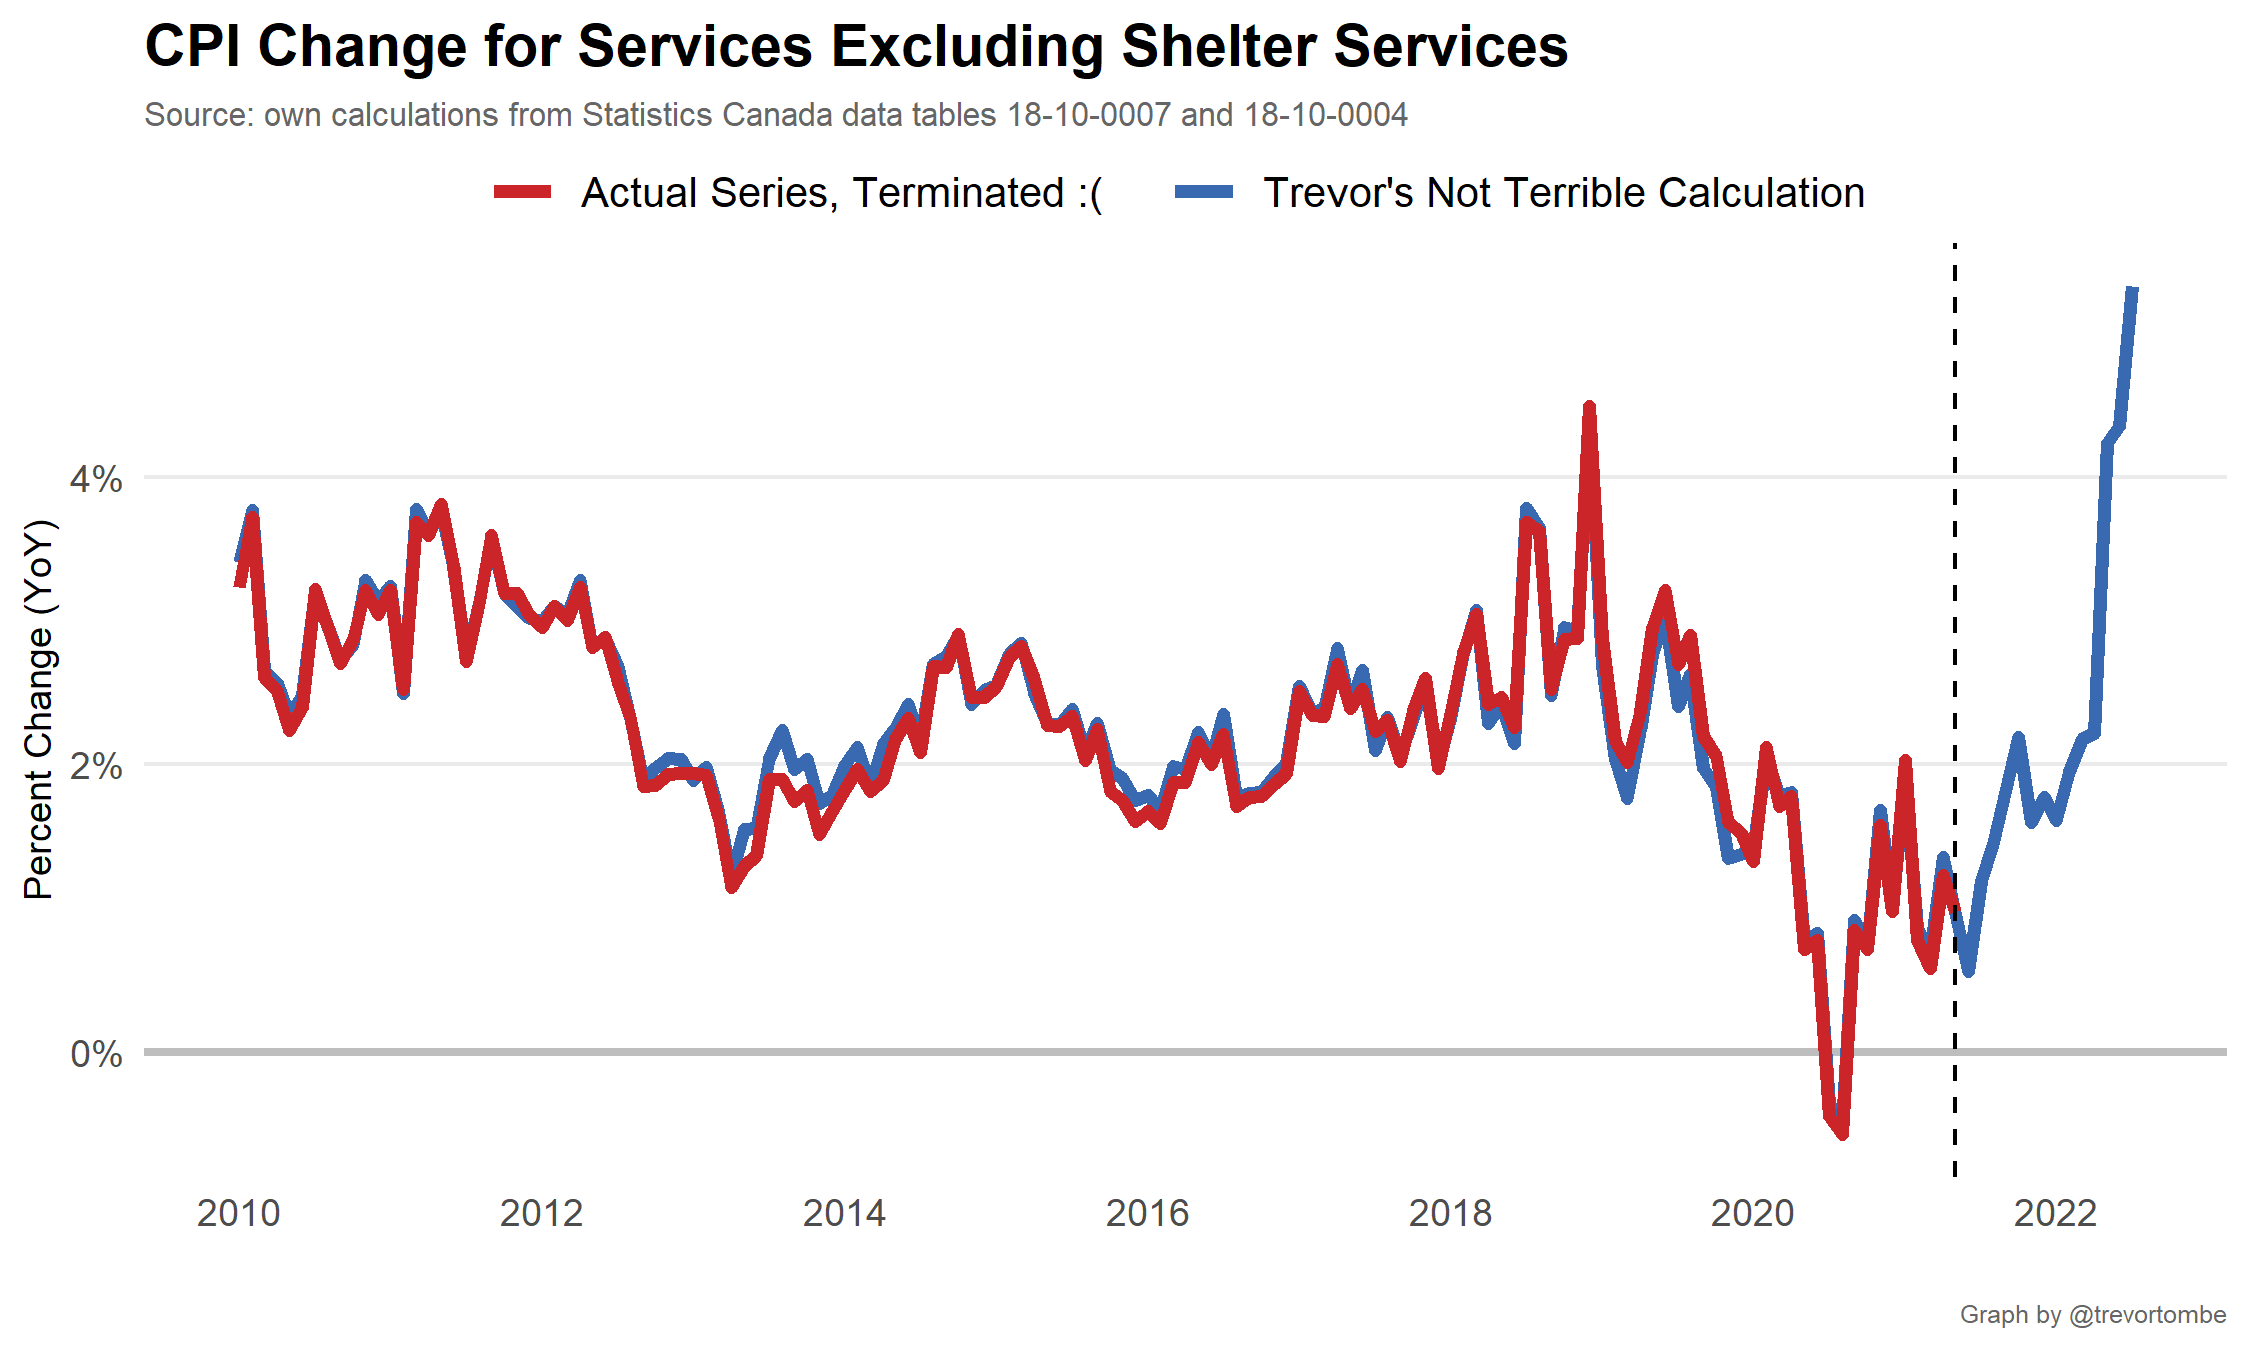 CPI Change for Services Excluding Shelter Services
Source: own calculations from Statistics Canada data tables 18-10-0007 and 18-10-0004
Actual Series, Terminated :( Trevor's Not Terrible Calculation
Percent Change (YoY)
4%
2%
0%
2010 2012 2014 2016 2018 2020 2022
Graph by @trevortombe